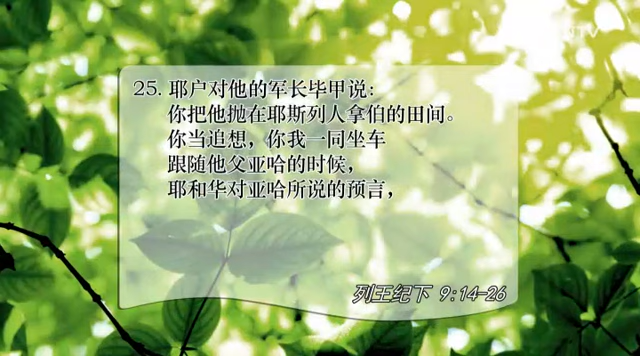 25. 耶户对他的军长毕甲说：
你把他抛在耶斯列人拿伯的田间。
你当追想，你我一同坐车
跟随他父亚哈的时候，
耶和华对亚哈所说的预言，
列王纪下 9:14-26